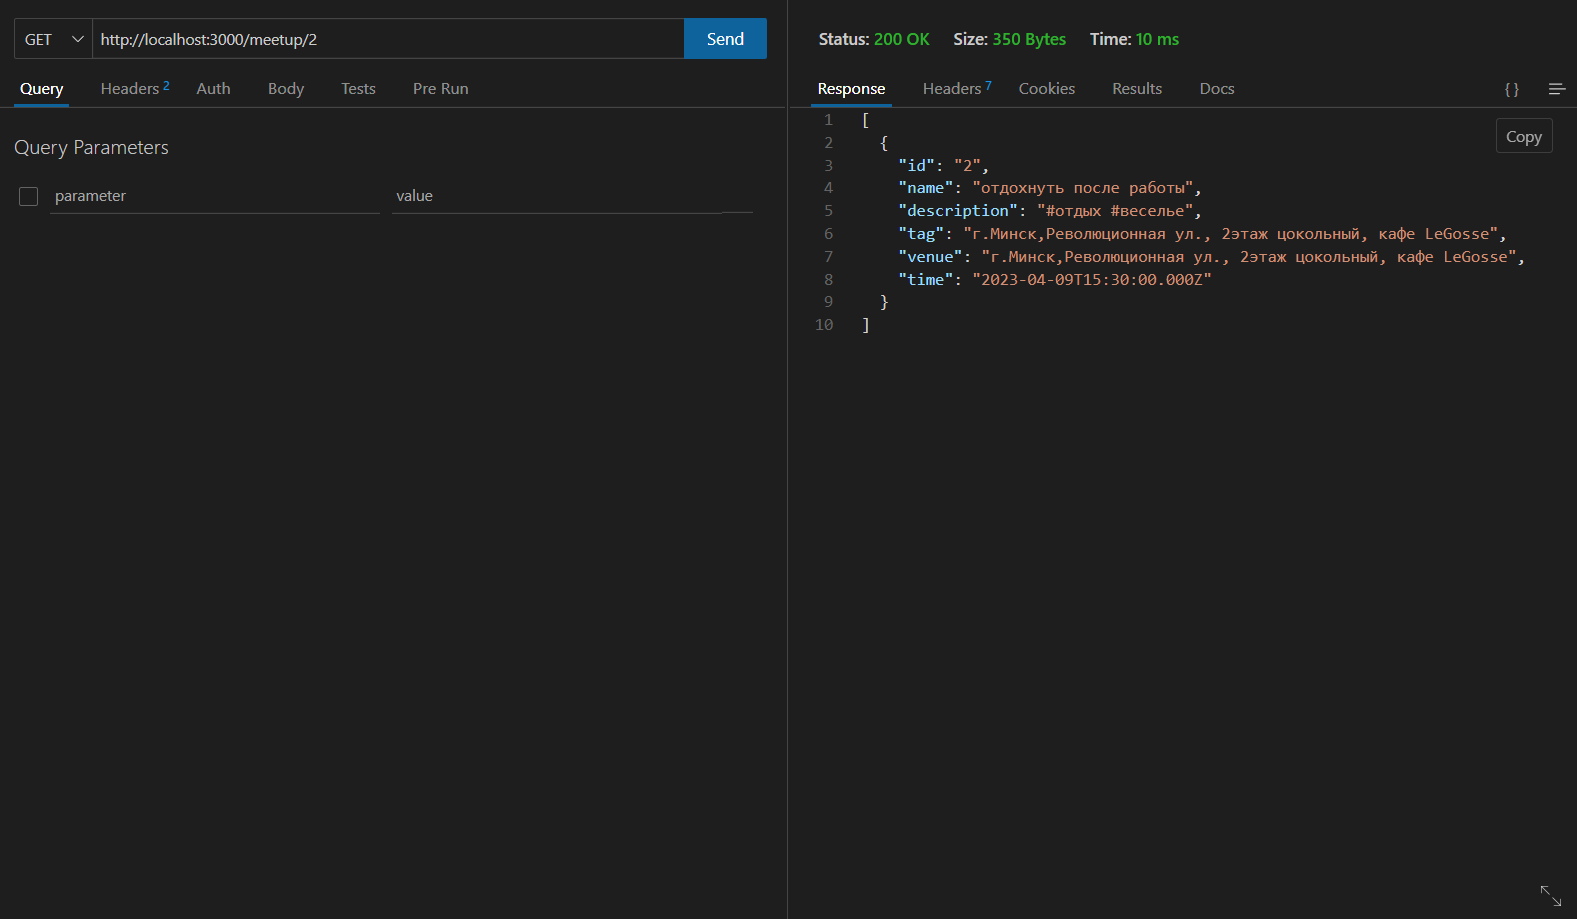 GET http://localhost:3000/meetup/2 Send
Query Headers 2 Auth Body Tests Pre Run
Query Parameters
parameter value
Status: 200 OK Size: 350 Bytes Time: 10 ms
Response Headers 7 Cookies Results Docs {}
Copy
1 [
2 {
3 "id": "2",
4 "name": "отдохнуть после работы",
5 "description": "#отдых #веселье",
6 "tag": "г.Минск,Революционная ул., 2этаж цокольный, кафе LeGosse",
7 "venue": "г.Минск,Революционная ул., 2этаж цокольный, кафе LeGosse",
8 "time": "2023-04-09T15:30:00.000Z"
9 }
10 ]